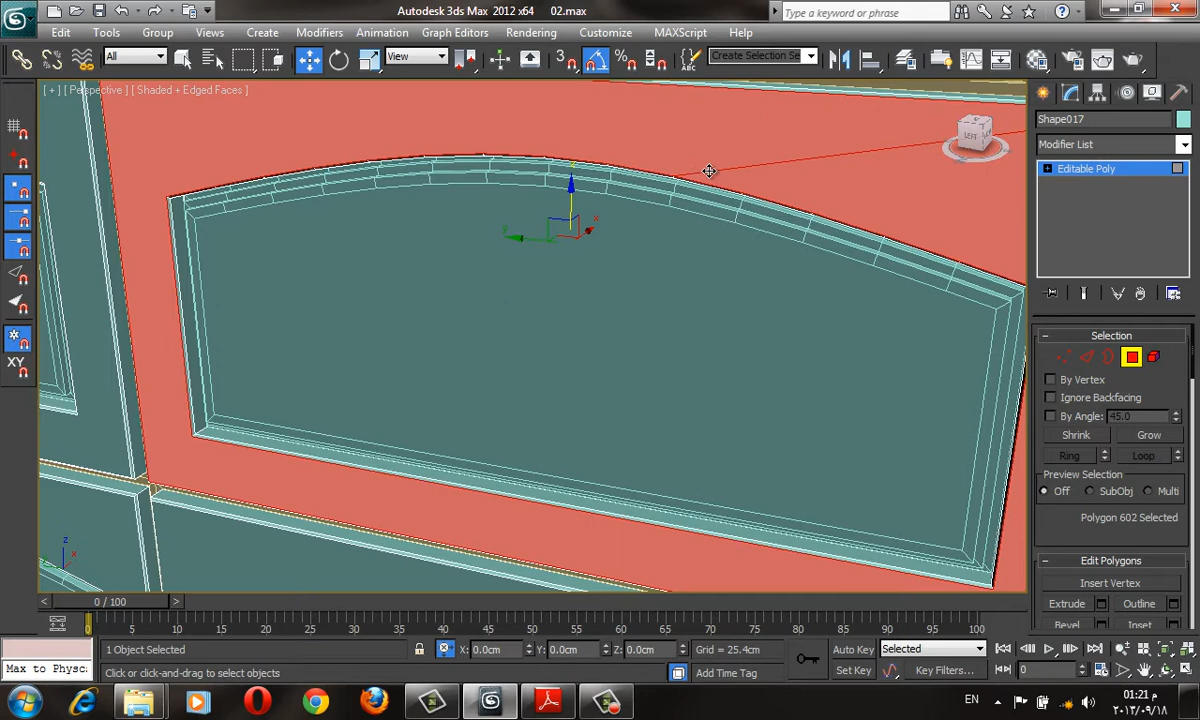 Autodesk 3ds Max 2012 x64 02.max
Type a keyword or phrase
Edit Tools Group Views Create Modifiers Animation Graph Editors Rendering Customize MAXScript Help
All View 3 Create Selection Se
[ + ] [ Perspective ] [ Shaded + Edged Faces ]
LEFT
Shape017
Modifier List
Editable Poly
XY
Selection
By Vertex
Ignore Backfacing
By Angle: 45.0
Shrink Grow
Ring Loop
Preview Selection
Off SubObj Multi
Polygon 602 Selected
Edit Polygons
Insert Vertex
Extrude Outline
Bevel Inset
0 / 100
0 5 10 15 20 25 30 35 40 45 50 55 60 65 70 75 80 85 90 95 100
1 Object Selected X: 0.0cm Y: 0.0cm Z: 0.0cm Grid = 25.4cm Auto Key Selected
Max to Physc Click or click-and-drag to select objects Add Time Tag Set Key Key Filters... 0
EN 01:21 م
٢٠١٣/٠٩/١٨